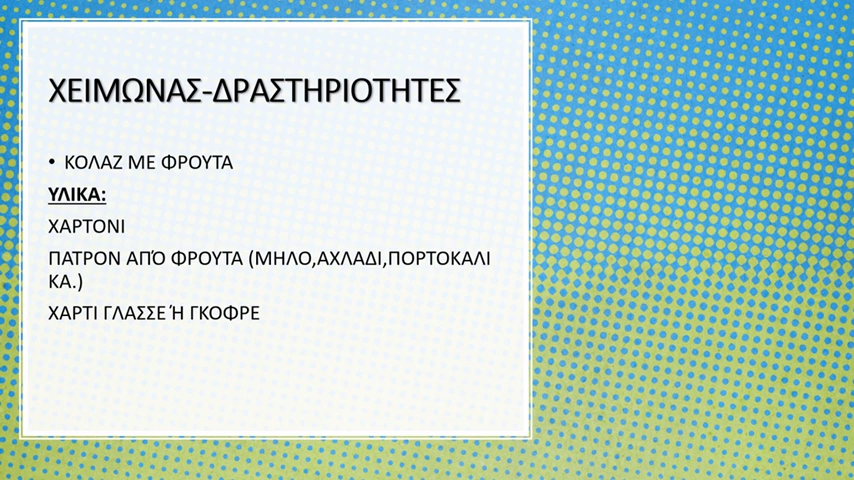 ΧΕΙΜΩΝΑΣ-ΔΡΑΣΤΗΡΙΟΤΗΤΕΣ
• ΚΟΛΑΖ ΜΕ ΦΡΟΥΤΑ
ΥΛΙΚΑ:
ΧΑΡΤΟΝΙ
ΠΑΤΡΟΝ ΑΠΌ ΦΡΟΥΤΑ (ΜΗΛΟ,ΑΧΛΑΔΙ,ΠΟΡΤΟΚΑΛΙ
ΚΑ.)
ΧΑΡΤΙ ΓΛΑΣΣΕ Ή ΓΚΟΦΡΕ